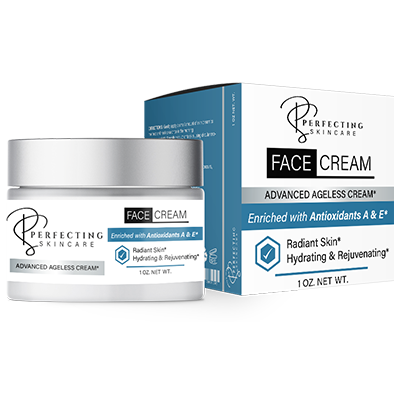 PERFECTING
SKINCARE
FACE CREAM
ADVANCED AGELESS CREAM*
Enriched with Antioxidants A & E*
Radiant Skin*
Hydrating & Rejuvenating*
1 OZ. NET WT.
PERFECTING
SKINCARE
ADVANCED AGELESS CREAM*
FACE CREAM
Enriched with Antioxidants A & E*
Radiant Skin*
Hydrating & Rejuvenating*
1 OZ. NET WT.